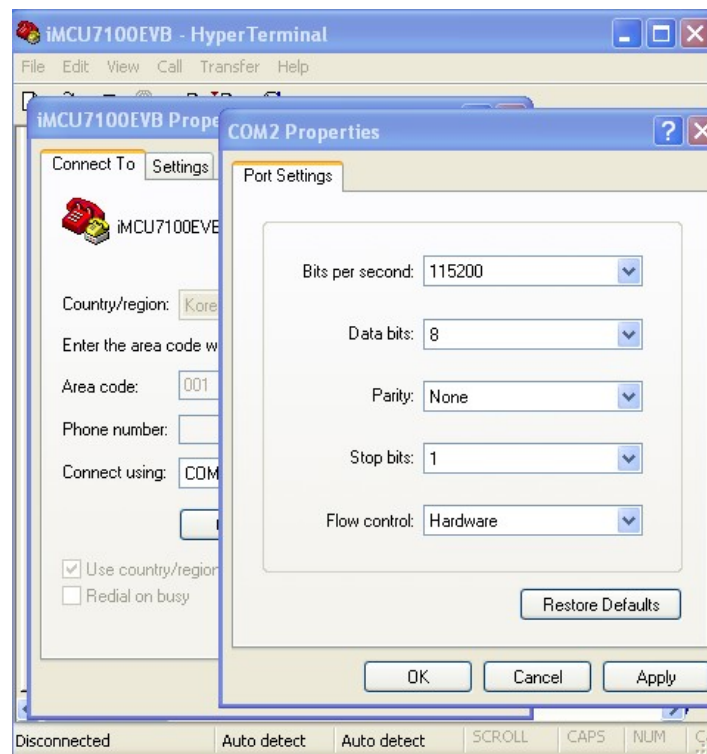 iMCU7100EVB - HyperTerminal
File Edit View Call Transfer Help
iMCU7100EVB Prope
COM2 Properties
Connect To Settings
Port Settings
iMCU7100EVE
Bits per second: 115200
Country/region: Kore
Enter the area code w
Data bits: 8
Area code: 001
Parity: None
Phone number:
Stop bits: 1
Connect using: COM
Flow control: Hardware
Use country/region
Redial on busy
Restore Defaults
OK Cancel Apply
Disconnected Auto detect Auto detect SCROLL CAPS NUM